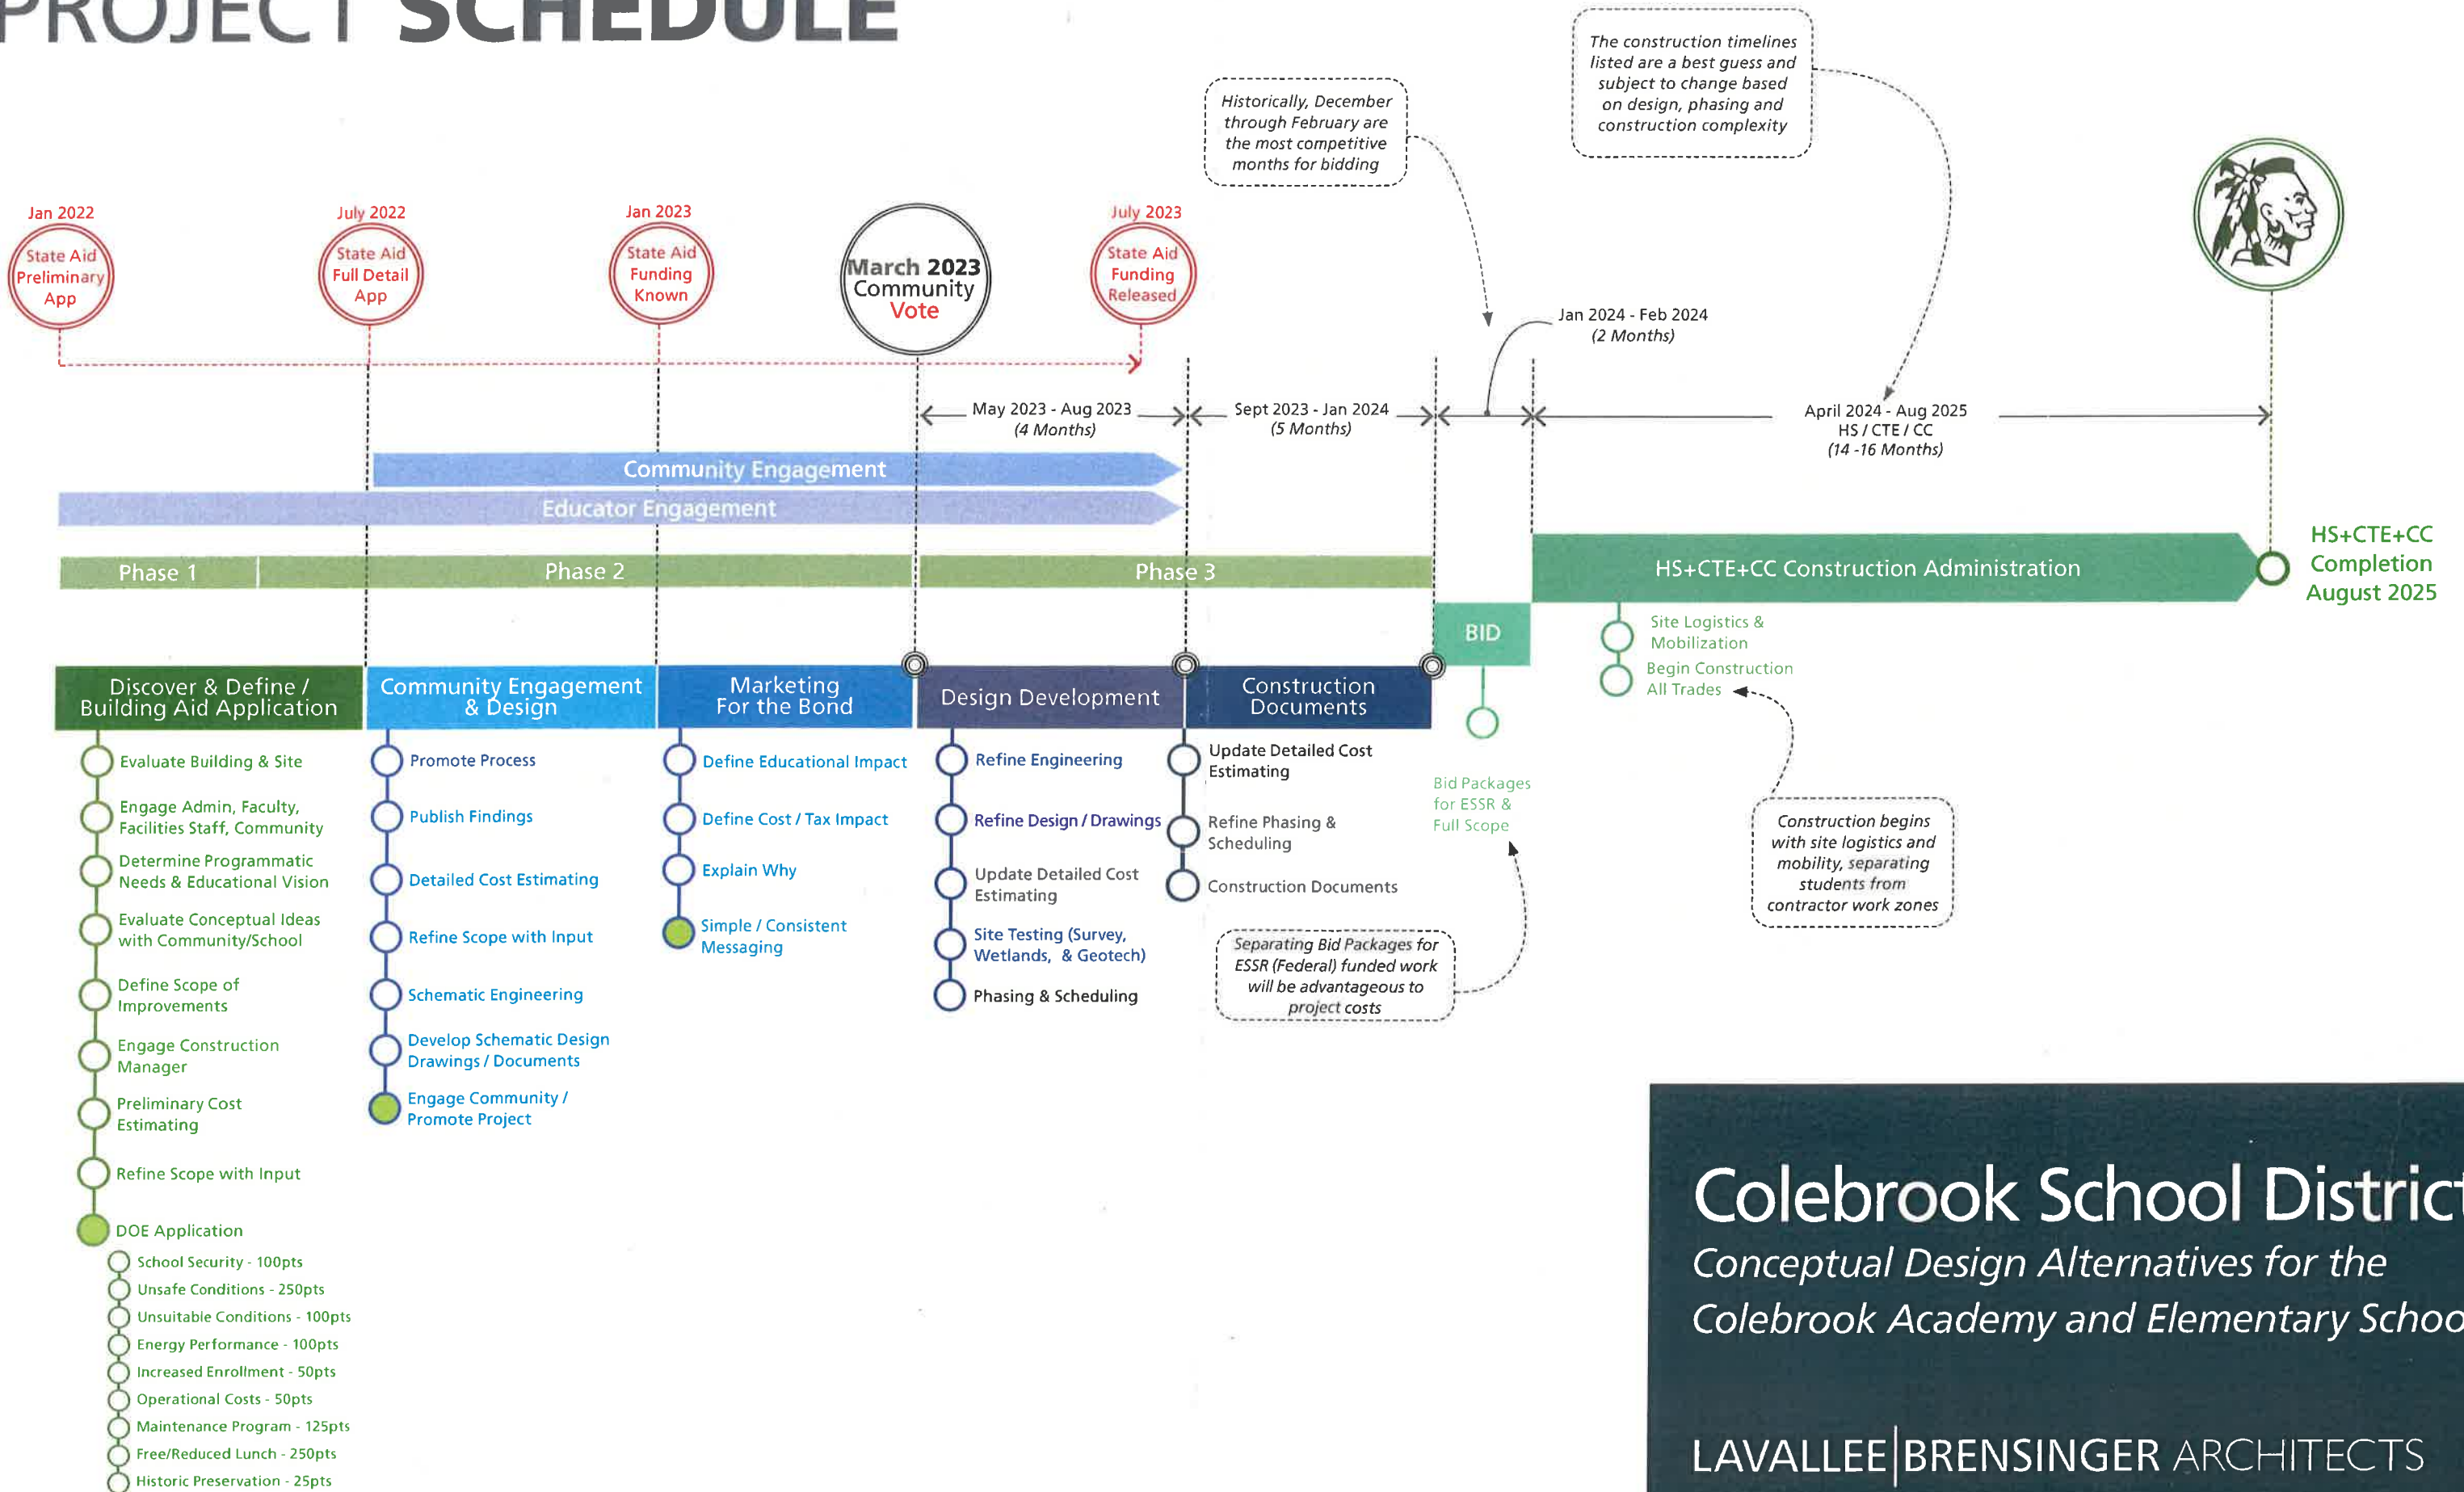 PROJECT SCHEDULE
The construction timelines
listed are a best guess and
subject to change based
on design, phasing and
construction complexity
Historically, December
through February are
the most competitive
months for bidding
Jan 2022
State Aid
Preliminary
App
July 2022
State Aid
Full Detail
App
Jan 2023
State Aid
Funding
Known
March 2023
Community
Vote
July 2023
State Aid
Funding
Released
Jan 2024 - Feb 2024
(2 Months)
May 2023 - Aug 2023
(4 Months)
Sept 2023 - Jan 2024
(5 Months)
April 2024 - Aug 2025
HS / CTE / CC
(14 -16 Months)
Community Engagement
Educator Engagement
Phase 1
Phase 2
Phase 3
HS+CTE+CC Construction Administration
HS+CTE+CC
Completion
August 2025
BID
Site Logistics &
Mobilization
Begin Construction
All Trades
Discover & Define /
Building Aid Application
Community Engagement
& Design
Marketing
For the Bond
Design Development
Construction
Documents
Evaluate Building & Site
Engage Admin, Faculty,
Facilities Staff, Community
Determine Programmatic
Needs & Educational Vision
Evaluate Conceptual Ideas
with Community/School
Define Scope of
Improvements
Engage Construction
Manager
Preliminary Cost
Estimating
Refine Scope with Input
DOE Application
School Security - 100pts
Unsafe Conditions - 250pts
Unsuitable Conditions - 100pts
Energy Performance - 100pts
Increased Enrollment - 50pts
Operational Costs - 50pts
Maintenance Program - 125pts
Free/Reduced Lunch - 250pts
Historic Preservation - 25pts
Promote Process
Publish Findings
Detailed Cost Estimating
Refine Scope with Input
Schematic Engineering
Develop Schematic Design
Drawings / Documents
Engage Community /
Promote Project
Define Educational Impact
Define Cost / Tax Impact
Explain Why
Simple / Consistent
Messaging
Refine Engineering
Refine Design / Drawings
Update Detailed Cost
Estimating
Site Testing (Survey,
Wetlands, & Geotech)
Phasing & Scheduling
Update Detailed Cost
Estimating
Refine Phasing &
Scheduling
Construction Documents
Bid Packages
for ESSR &
Full Scope
Separating Bid Packages for
ESSR (Federal) funded work
will be advantageous to
project costs
Construction begins
with site logistics and
mobility, separating
students from
contractor work zones
Colebrook School District
Conceptual Design Alternatives for the
Colebrook Academy and Elementary School
LAVALLEE|BRENSINGER ARCHITECTS